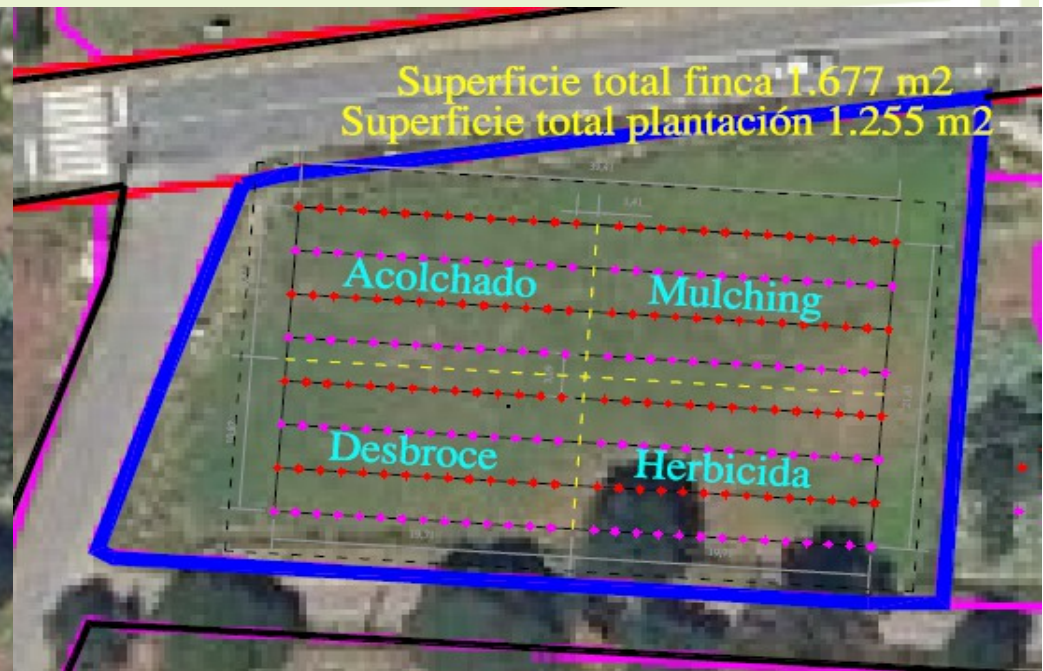 Superficie total finca 1.677 m2
Superficie total plantación 1.255 m2
Acolchado
Mulching
Desbroce
Herbicida